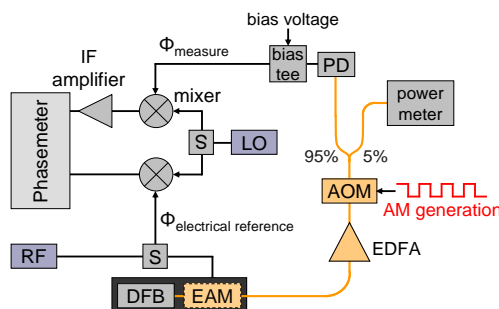 bias voltage
Φmeasure
bias
tee
PD
IF
amplifier
mixer
power
meter
Phasemeter
S
LO
95%
5%
AOM
AM generation
Φelectrical reference
EDFA
RF
S
DFB
EAM